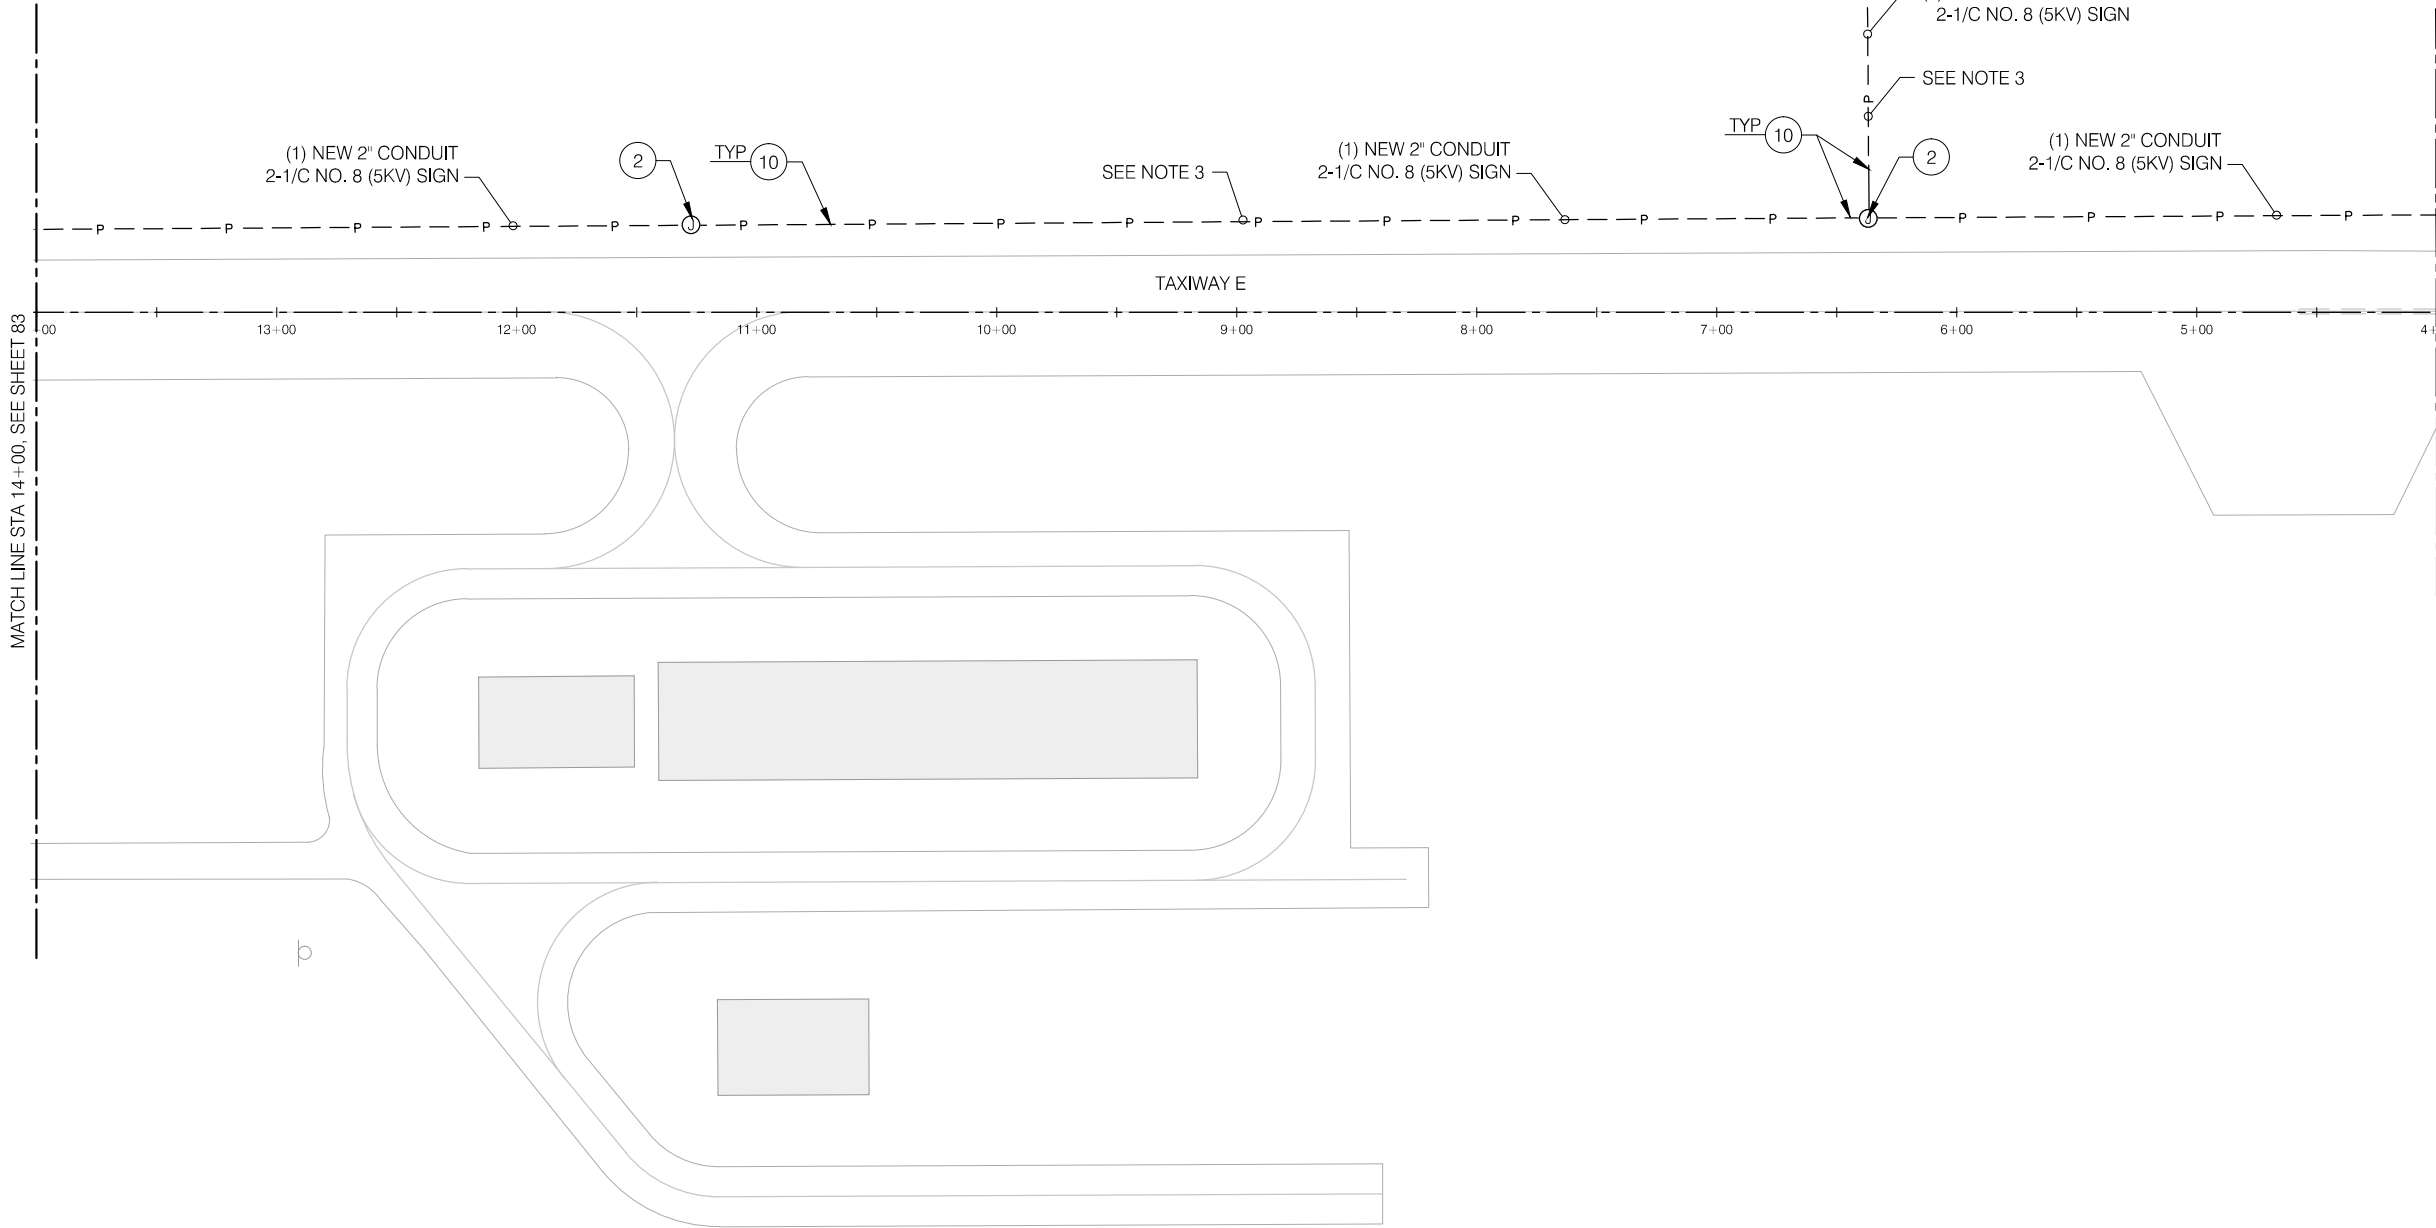 2-1/C NO. 8 (5KV) SIGN
SEE NOTE 3
P
(1) NEW 2" CONDUIT
2-1/C NO. 8 (5KV) SIGN
2
TYP 10
SEE NOTE 3
(1) NEW 2" CONDUIT
2-1/C NO. 8 (5KV) SIGN
TYP 10
2
(1) NEW 2" CONDUIT
2-1/C NO. 8 (5KV) SIGN
P P P P P J P P P P P P P P P J P P P P
TAXIWAY E
+00 13+00 12+00 11+00 10+00 9+00 8+00 7+00 6+00 5+00 4+
MATCH LINE STA 14+00, SEE SHEET 83